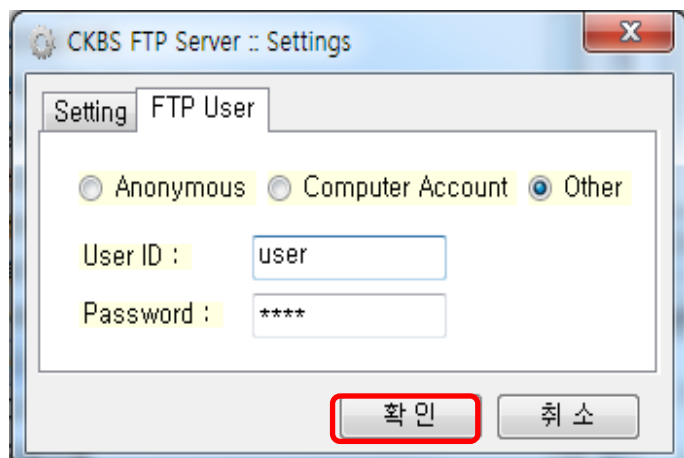 CKBS FTP Server :: Settings
X
Setting FTP User
Anonymous Computer Account Other
User ID : user
Password : ****
확 인 취 소